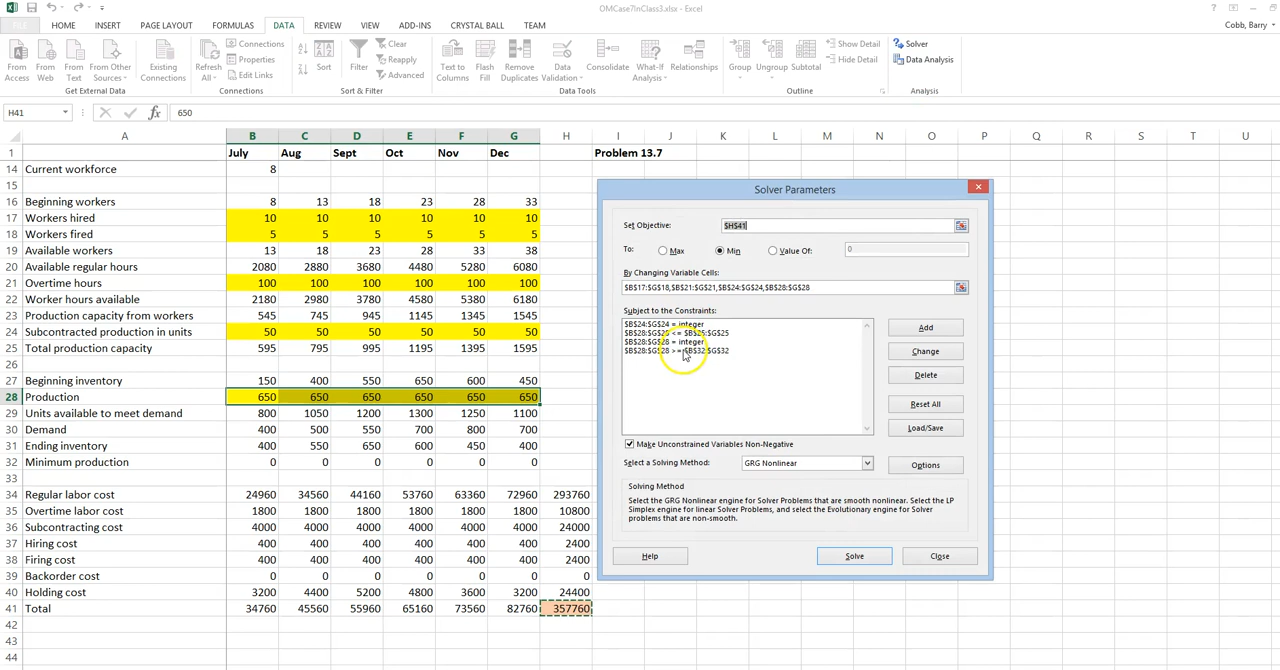 OMCase7InClass3.xlsx - Excel
FILE HOME INSERT PAGE LAYOUT FORMULAS DATA REVIEW VIEW ADD-INS CRYSTAL BALL TEAM Cobb, Barry
From Access From Web From Text From Other Sources Existing Connections Refresh All Connections Properties Edit Links Sort Filter Clear Reapply Advanced Text to Columns Flash Fill Remove Duplicates Data Validation Consolidate What-If Analysis Relationships Group Ungroup Subtotal Show Detail Hide Detail Solver Data Analysis
Get External Data Connections Sort & Filter Data Tools Outline Analysis
H41 fx 650
A B C D E F G H I J K L M N O P Q R S T U
1 July Aug Sept Oct Nov Dec Problem 13.7
14 Current workforce 8
15
16 Beginning workers 8 13 18 23 28 33
17 Workers hired 10 10 10 10 10 10
18 Workers fired 5 5 5 5 5 5
19 Available workers 13 18 23 28 33 38
20 Available regular hours 2080 2880 3680 4480 5280 6080
21 Overtime hours 100 100 100 100 100 100
22 Worker hours available 2180 2980 3780 4580 5380 6180
23 Production capacity from workers 545 745 945 1145 1345 1545
24 Subcontracted production in units 50 50 50 50 50 50
25 Total production capacity 595 795 995 1195 1395 1595
26
27 Beginning inventory 150 400 550 650 600 450
28 Production 650 650 650 650 650 650
29 Units available to meet demand 800 1050 1200 1300 1250 1100
30 Demand 400 500 550 700 800 700
31 Ending inventory 400 550 650 600 450 400
32 Minimum production 0 0 0 0 0 0
33
34 Regular labor cost 24960 34560 44160 53760 63360 72960 293760
35 Overtime labor cost 1800 1800 1800 1800 1800 1800 10800
36 Subcontracting cost 4000 4000 4000 4000 4000 4000 24000
37 Hiring cost 400 400 400 400 400 400 2400
38 Firing cost 400 400 400 400 400 400 2400
39 Backorder cost 0 0 0 0 0 0 0
40 Holding cost 3200 4400 5200 4800 3600 3200 24400
41 Total 34760 45560 55960 65160 73560 82760 357760
42
43
44
Solver Parameters
Set Objective: $H$41
To: Max Min Value Of: 0
By Changing Variable Cells:
$B$17:$G$18,$B$21:$G$21,$B$24:$G$24,$B$28:$G$28
Subject to the Constraints:
$B$24:$G$24 = integer
$B$28:$G$28 <= $B$25:$G$25
$B$28:$G$28 = integer
$B$28:$G$28 >= $B$32:$G$32
Add
Change
Delete
Reset All
Load/Save
Make Unconstrained Variables Non-Negative
Select a Solving Method: GRG Nonlinear Options
Solving Method
Select the GRG Nonlinear engine for Solver Problems that are smooth nonlinear. Select the LP
Simplex engine for linear Solver Problems, and select the Evolutionary engine for Solver
problems that are non-smooth.
Help Solve Close